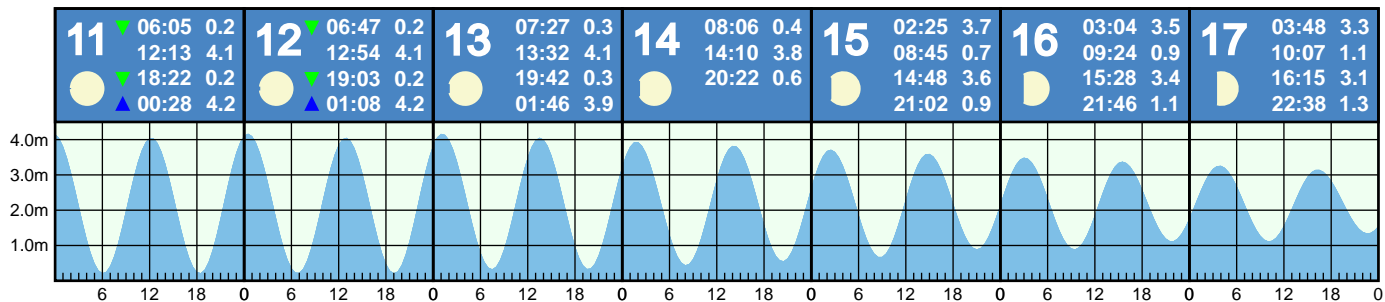 11 ▼ 06:05 0.2
12:13 4.1
▼ 18:22 0.2
▲ 00:28 4.2
12 ▼ 06:47 0.2
12:54 4.1
▼ 19:03 0.2
▲ 01:08 4.2
13 07:27 0.3
13:32 4.1
19:42 0.3
01:46 3.9
14 08:06 0.4
14:10 3.8
20:22 0.6
15 02:25 3.7
08:45 0.7
14:48 3.6
21:02 0.9
16 03:04 3.5
09:24 0.9
15:28 3.4
21:46 1.1
17 03:48 3.3
10:07 1.1
16:15 3.1
22:38 1.3
4.0m
3.0m
2.0m
1.0m
6 12 18 0 6 12 18 0 6 12 18 0 6 12 18 0 6 12 18 0 6 12 18 0 6 12 18 0